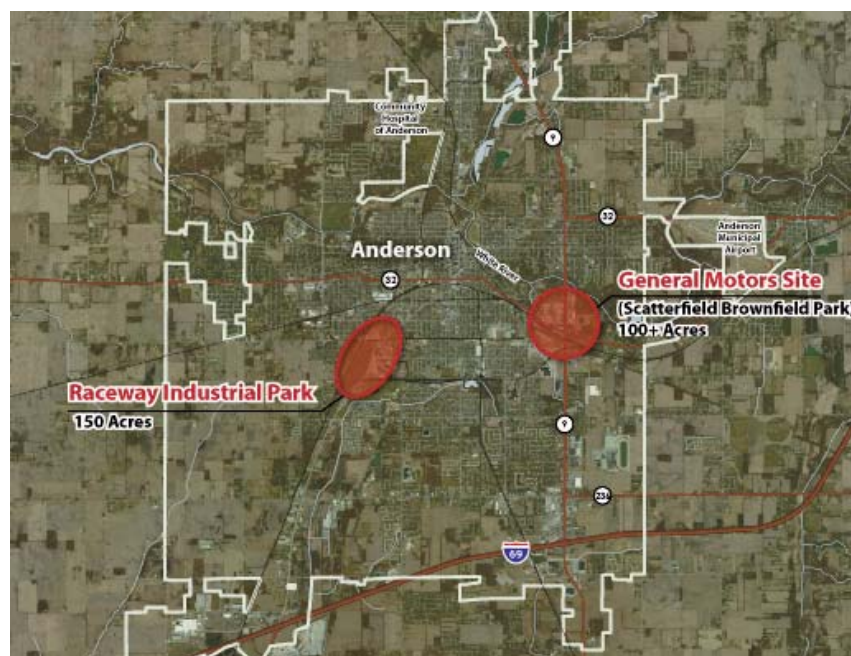 Community
Hospital
of Anderson
9
32
Anderson
Municipal
Airport
Anderson
White River
32
General Motors Site
(Scatterfield Brownfield Park)
100+ Acres
Raceway Industrial Park
150 Acres
9
236
69